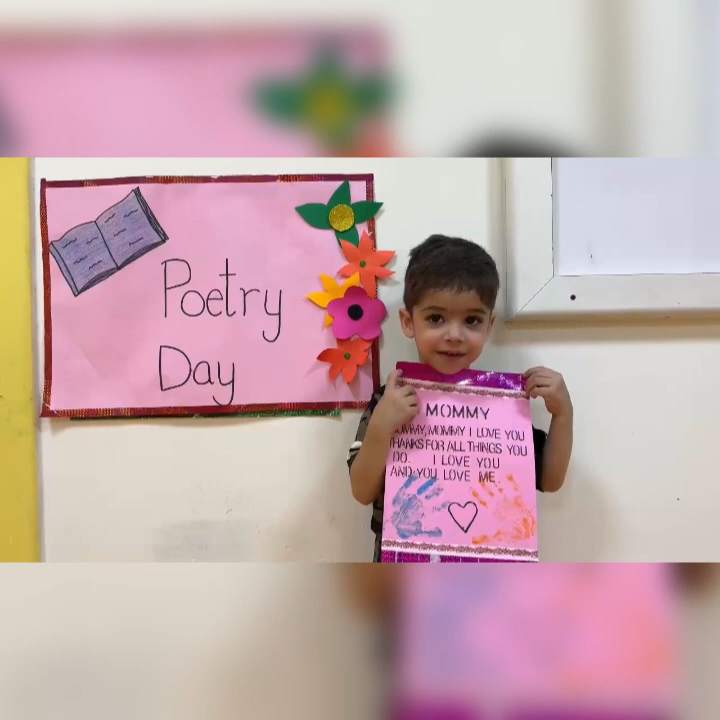 Poetry
Day
MOMMY
MOMMY, MOMMY I LOVE YOU
THANKS FOR ALL THINGS YOU
DO. I LOVE YOU
AND YOU LOVE ME.